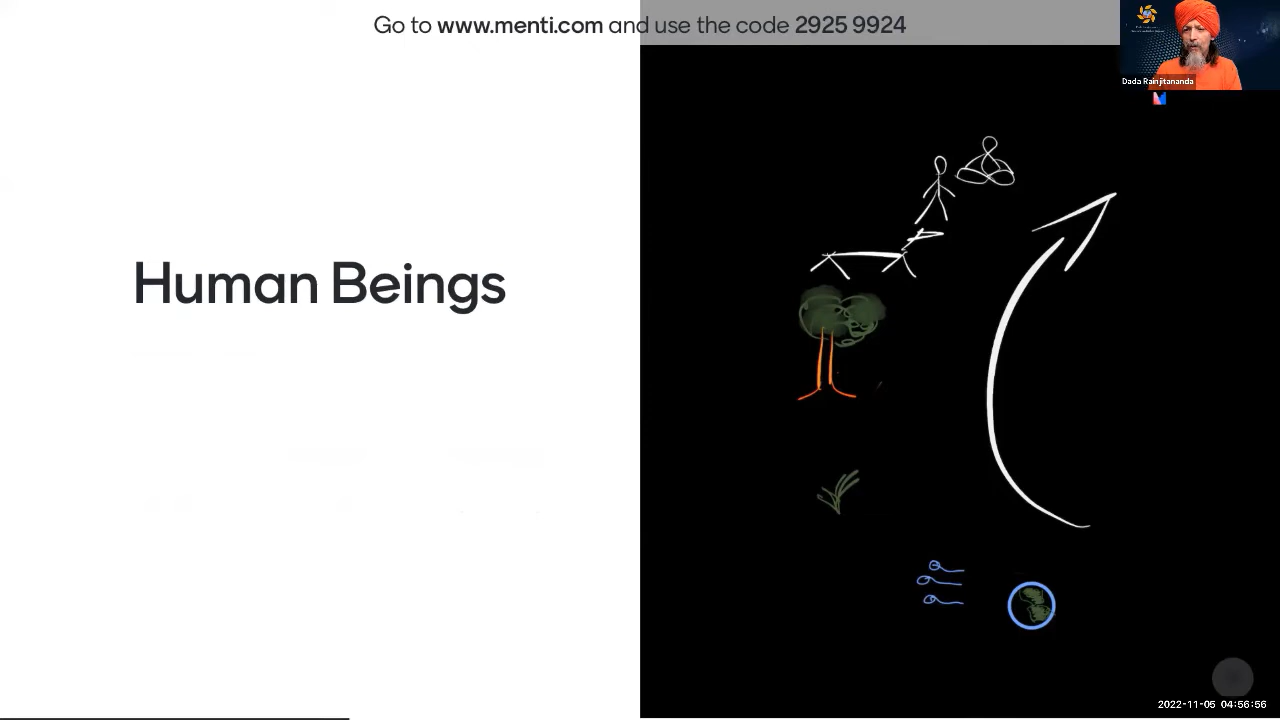 Go to www.menti.com and use the code 2925 9924
Dada Rainjitananda
Human Beings
2022-11-05 04:56:56